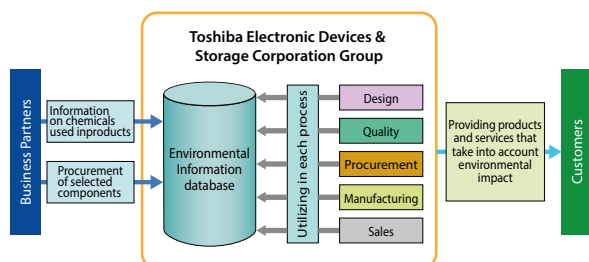 Toshiba Electronic Devices &
Storage Corporation Group
Business Partners
Information
on chemicals
used inproducts
Procurement
of selected
components
Environmental
Information
database
Utilizing in each process
Design
Quality
Procurement
Manufacturing
Sales
Providing products
and services that
take into account
environmental
impact
Customers